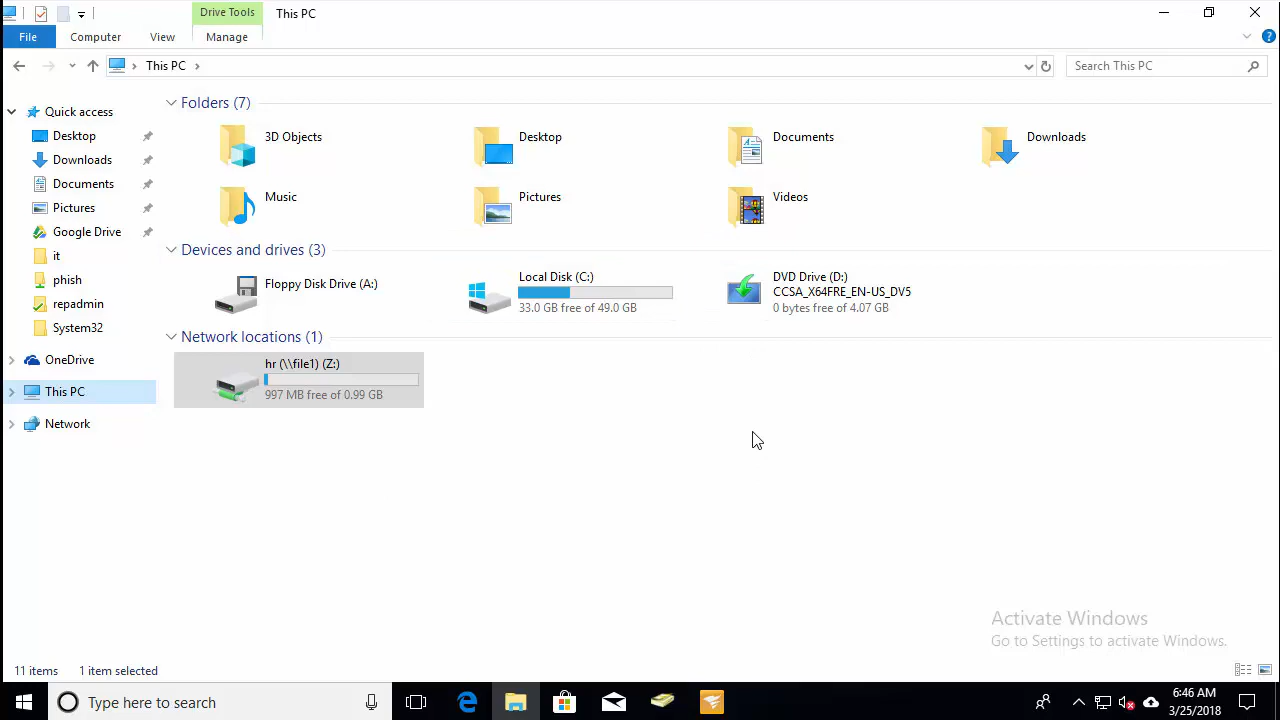 Drive Tools
This PC
File
Computer
View
Manage
This PC
Search This PC
Quick access
Desktop
Downloads
Documents
Pictures
Google Drive
it
phish
repadmin
System32
OneDrive
This PC
Network
Folders (7)
3D Objects
Desktop
Documents
Downloads
Music
Pictures
Videos
Devices and drives (3)
Floppy Disk Drive (A:)
Local Disk (C:)
33.0 GB free of 49.0 GB
DVD Drive (D:)
CCSA_X64FRE_EN-US_DV5
0 bytes free of 4.07 GB
Network locations (1)
hr (\\file1) (Z:)
997 MB free of 0.99 GB
Activate Windows
Go to Settings to activate Windows.
11 items
1 item selected
Type here to search
6:46 AM
3/25/2018